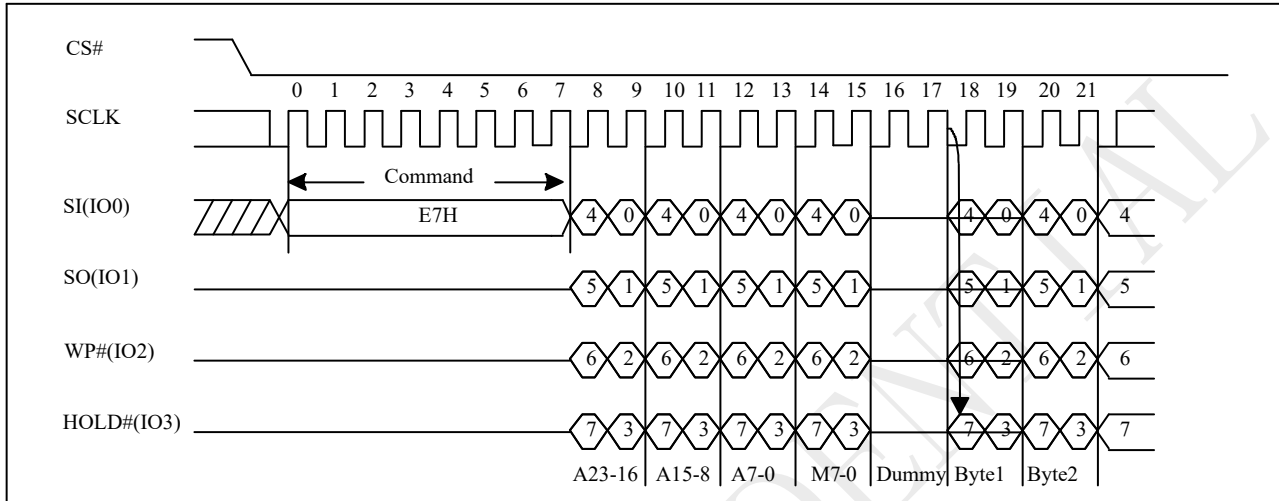 CS#
0 1 2 3 4 5 6 7 8 9 10 11 12 13 14 15 16 17 18 19 20 21
SCLK
Command
SI(IO0) E7H 4 0 4 0 4 0 4 0 4 0 4 0 4
SO(IO1) 5 1 5 1 5 1 5 1 5 1 5 1 5
WP#(IO2) 6 2 6 2 6 2 6 2 6 2 6 2 6
HOLD#(IO3) 7 3 7 3 7 3 7 3 7 3 7 3 7
A23-16 A15-8 A7-0 M7-0 Dummy Byte1 Byte2